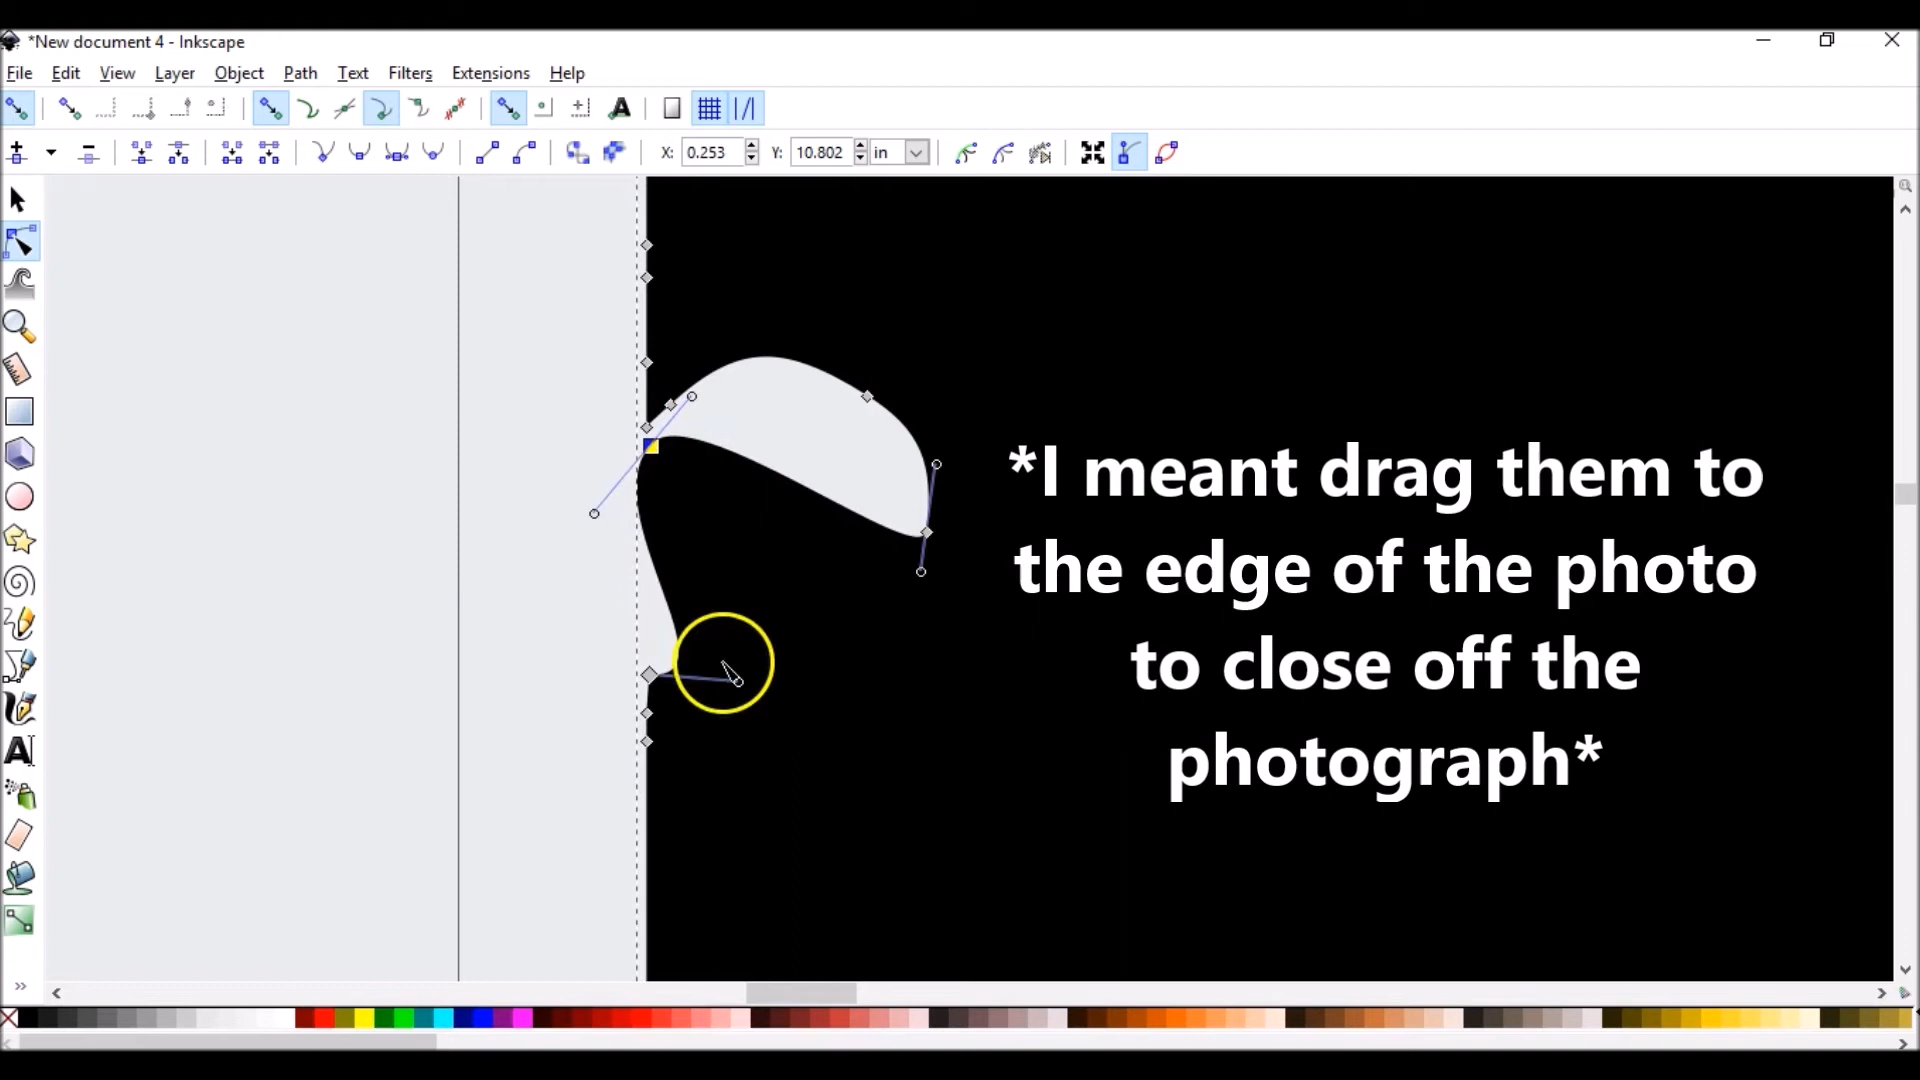 *New document 4 - Inkscape
File Edit View Layer Object Path Text Filters Extensions Help
X: 0.253 Y: 10.802 in
*I meant drag them to
the edge of the photo
to close off the
photograph*